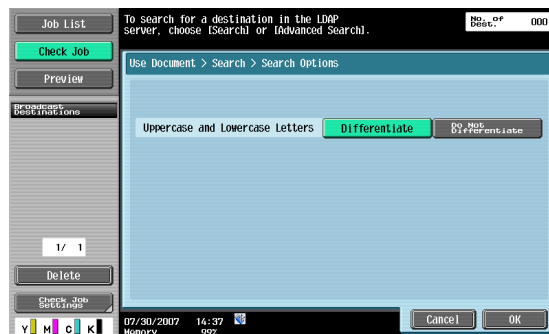 Job List
Check Job
Preview
Broadcast
Destinations
1/ 1
Delete
Check Job
Settings
Y M C K
To search for a destination in the LDAP
server, choose [Search] or [Advanced Search].
No. of
Dest. 000
Use Document > Search > Search Options
Uppercase and Lowercase Letters
Differentiate
Do Not
Differentiate
07/30/2007 14:37
Memory 99%
Cancel
OK